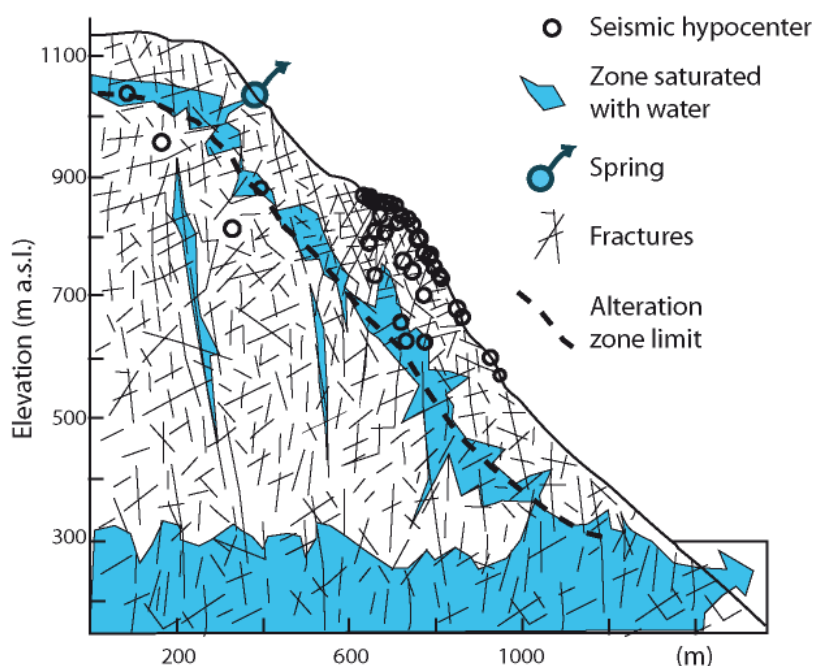 Seismic hypocenter
Zone saturated
with water
Spring
Fractures
Alteration
zone limit
Elevation (m a.s.l.)
1100
900
700
500
300
200
600
1000
(m)